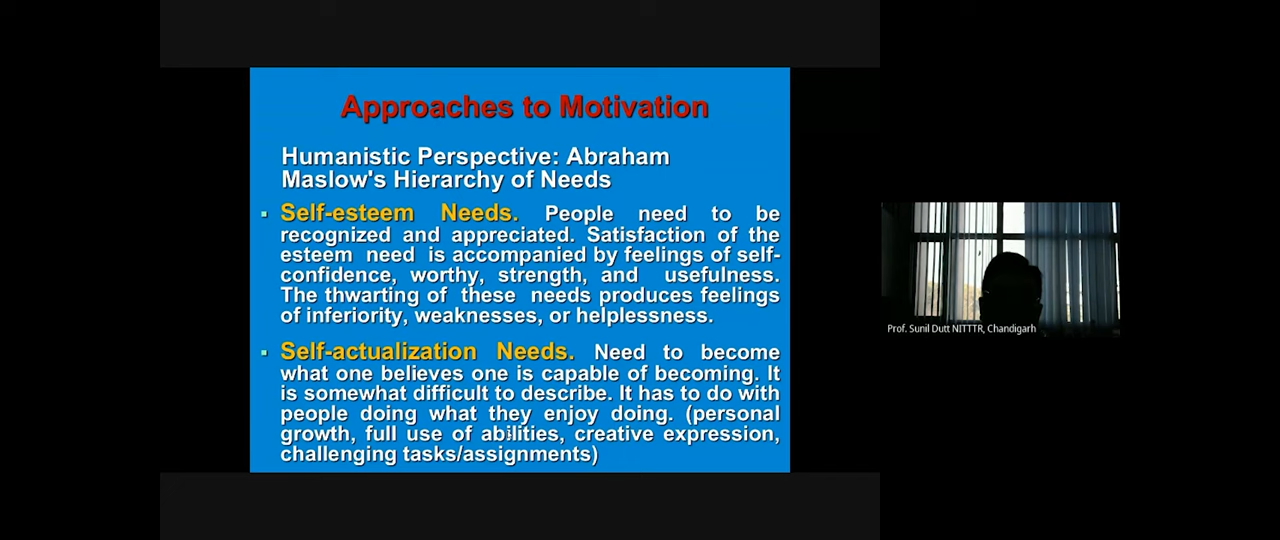 Approaches to Motivation
Humanistic Perspective: Abraham
Maslow's Hierarchy of Needs
Self-esteem Needs. People need to be
recognized and appreciated. Satisfaction of the
esteem need is accompanied by feelings of self-
confidence, worthy, strength, and usefulness.
The thwarting of these needs produces feelings
of inferiority, weaknesses, or helplessness.
Self-actualization Needs. Need to become
what one believes one is capable of becoming. It
is somewhat difficult to describe. It has to do with
people doing what they enjoy doing. (personal
growth, full use of abilities, creative expression,
challenging tasks/assignments)
Prof. Sunil Dutt NITTTR, Chandigarh